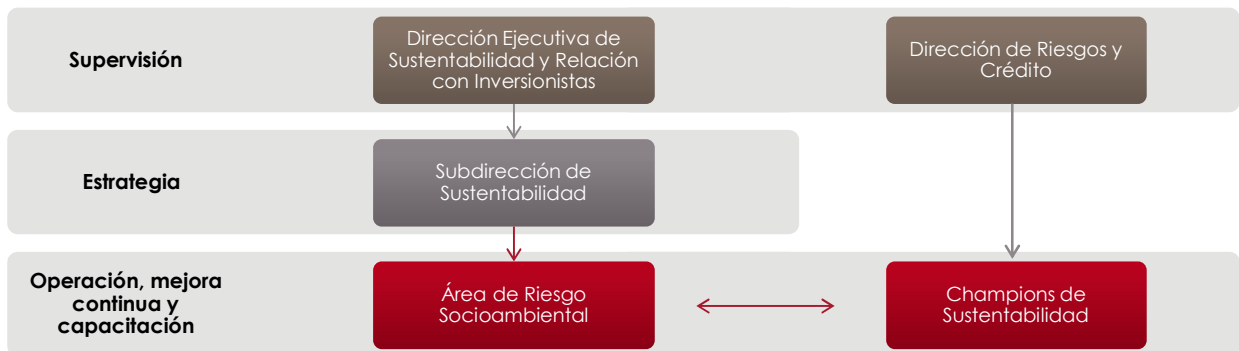 Supervisión
Dirección Ejecutiva de
Sustentabilidad y Relación
con Inversionistas
Dirección de Riesgos y
Crédito
Estrategia
Subdirección de
Sustentabilidad
Operación, mejora
continua y
capacitación
Área de Riesgo
Socioambiental
Champions de
Sustentabilidad